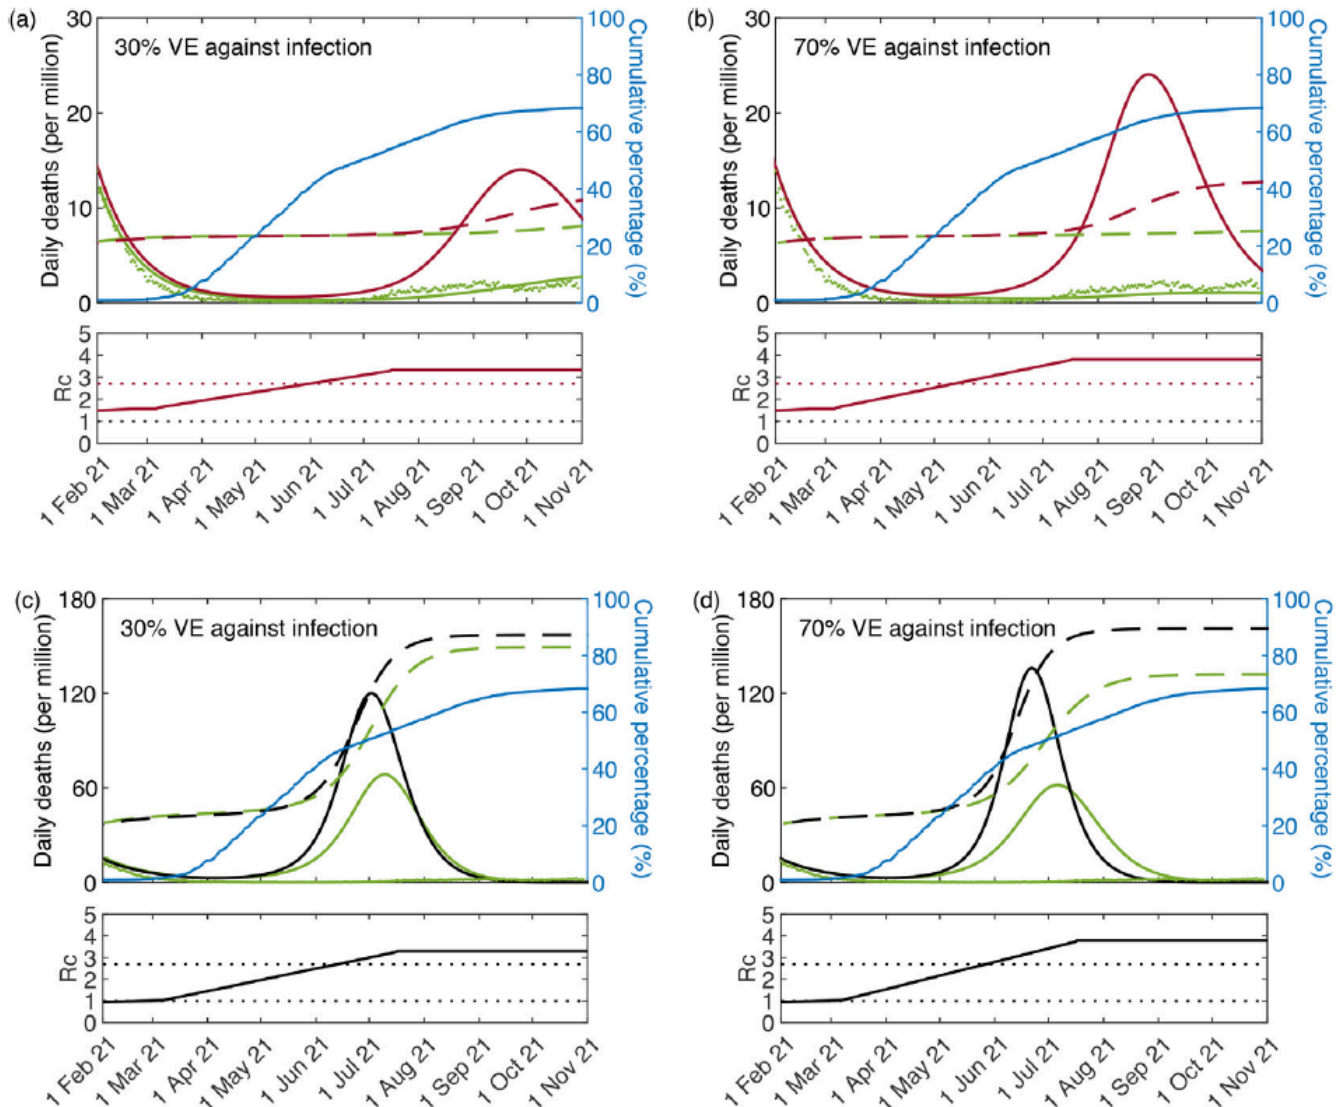 (a)
30% VE against infection
Daily deaths (per million)
30
20
10
0
100
80
60
40
20
0
Cumulative percentage (%)
Rc
5
4
3
2
1
0
1 Feb 21
1 Mar 21
1 Apr 21
1 May 21
1 Jun 21
1 Jul 21
1 Aug 21
1 Sep 21
1 Oct 21
1 Nov 21
(b)
70% VE against infection
Daily deaths (per million)
30
20
10
0
100
80
60
40
20
0
Cumulative percentage (%)
Rc
5
4
3
2
1
0
1 Feb 21
1 Mar 21
1 Apr 21
1 May 21
1 Jun 21
1 Jul 21
1 Aug 21
1 Sep 21
1 Oct 21
1 Nov 21
(c)
30% VE against infection
Daily deaths (per million)
180
120
60
0
100
80
60
40
20
0
Cumulative percentage (%)
Rc
5
4
3
2
1
0
1 Feb 21
1 Mar 21
1 Apr 21
1 May 21
1 Jun 21
1 Jul 21
1 Aug 21
1 Sep 21
1 Oct 21
1 Nov 21
(d)
70% VE against infection
Daily deaths (per million)
180
120
60
0
100
80
60
40
20
0
Cumulative percentage (%)
Rc
5
4
3
2
1
0
1 Feb 21
1 Mar 21
1 Apr 21
1 May 21
1 Jun 21
1 Jul 21
1 Aug 21
1 Sep 21
1 Oct 21
1 Nov 21